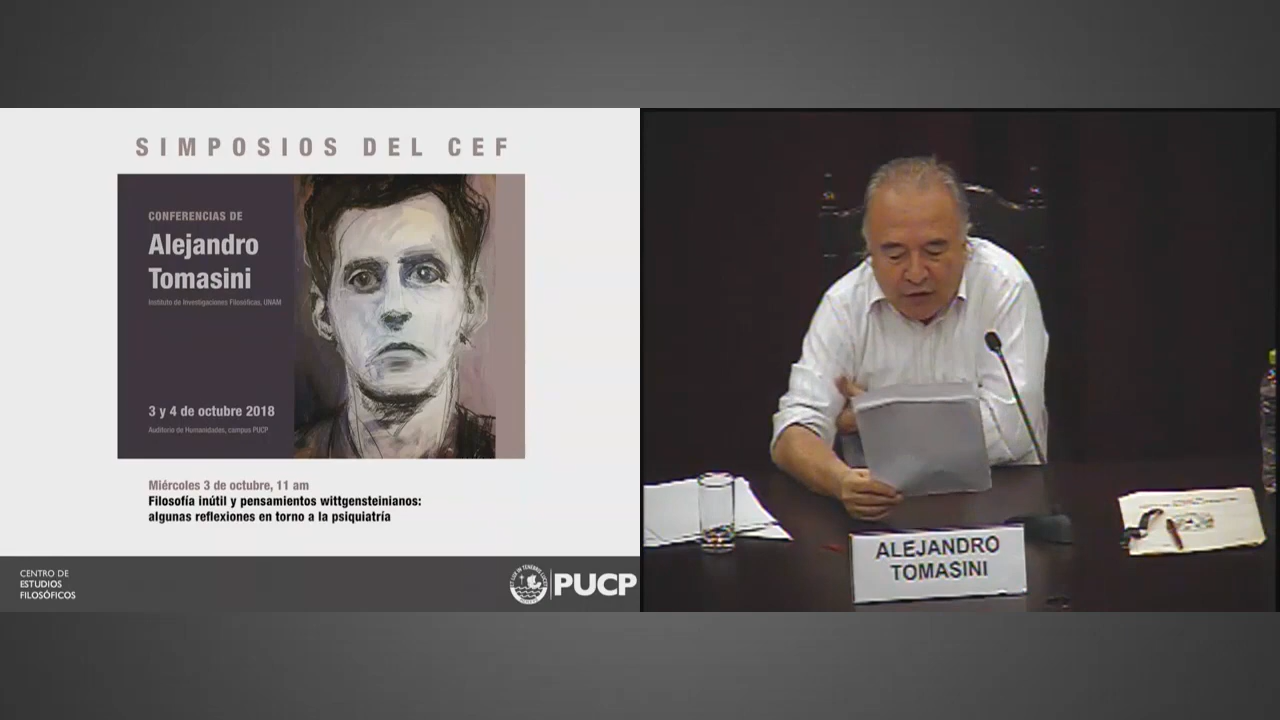 SIMPOSIOS DEL CEF
CONFERENCIAS DE
Alejandro
Tomasini
Instituto de Investigaciones Filosóficas, UNAM
3 y 4 de octubre 2018
Auditorio de Humanidades, campus PUCP
Miércoles 3 de octubre, 11 am
Filosofía inútil y pensamientos wittgensteinianos:
algunas reflexiones en torno a la psiquiatría
CENTRO DE
ESTUDIOS
FILOSÓFICOS
PUCP
ALEJANDRO
TOMASINI